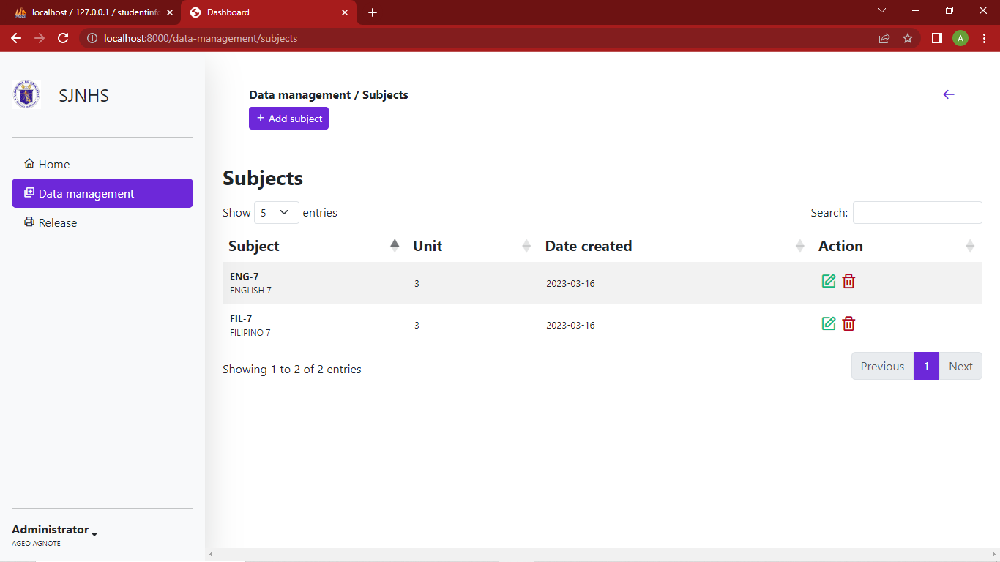 localhost / 127.0.0.1 / studentinfo
Dashboard
localhost:8000/data-management/subjects
A
SJNHS
Data management / Subjects
+ Add subject
Home
Data management
Release
Subjects
Show 5 entries
Search:
Subject Unit Date created Action
ENG-7
ENGLISH 7
3
2023-03-16
FIL-7
FILIPINO 7
3
2023-03-16
Showing 1 to 2 of 2 entries
Previous 1 Next
Administrator
AGEO AGNOTE